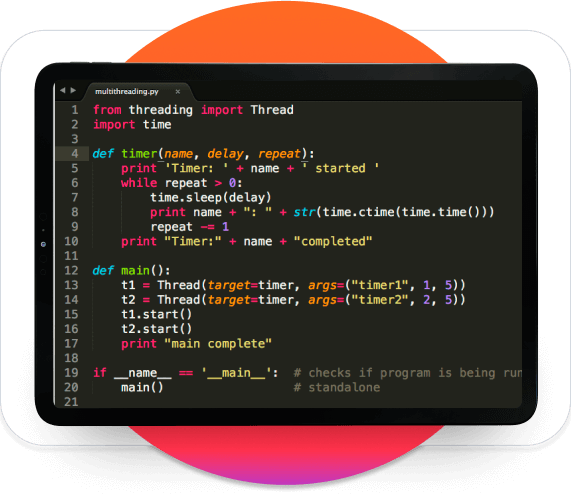 multithreading.py ×
1 from threading import Thread
2 import time
3
4 def timer(name, delay, repeat):
5     print 'Timer: ' + name + ' started '
6     while repeat > 0:
7         time.sleep(delay)
8         print name + ": " + str(time.ctime(time.time()))
9         repeat -= 1
10     print "Timer:" + name + "completed"
11
12 def main():
13     t1 = Thread(target=timer, args=("timer1", 1, 5))
14     t2 = Thread(target=timer, args=("timer2", 2, 5))
15     t1.start()
16     t2.start()
17     print "main complete"
18
19 if __name__ == '__main__':  # checks if program is being run
20     main()                  # standalone
21